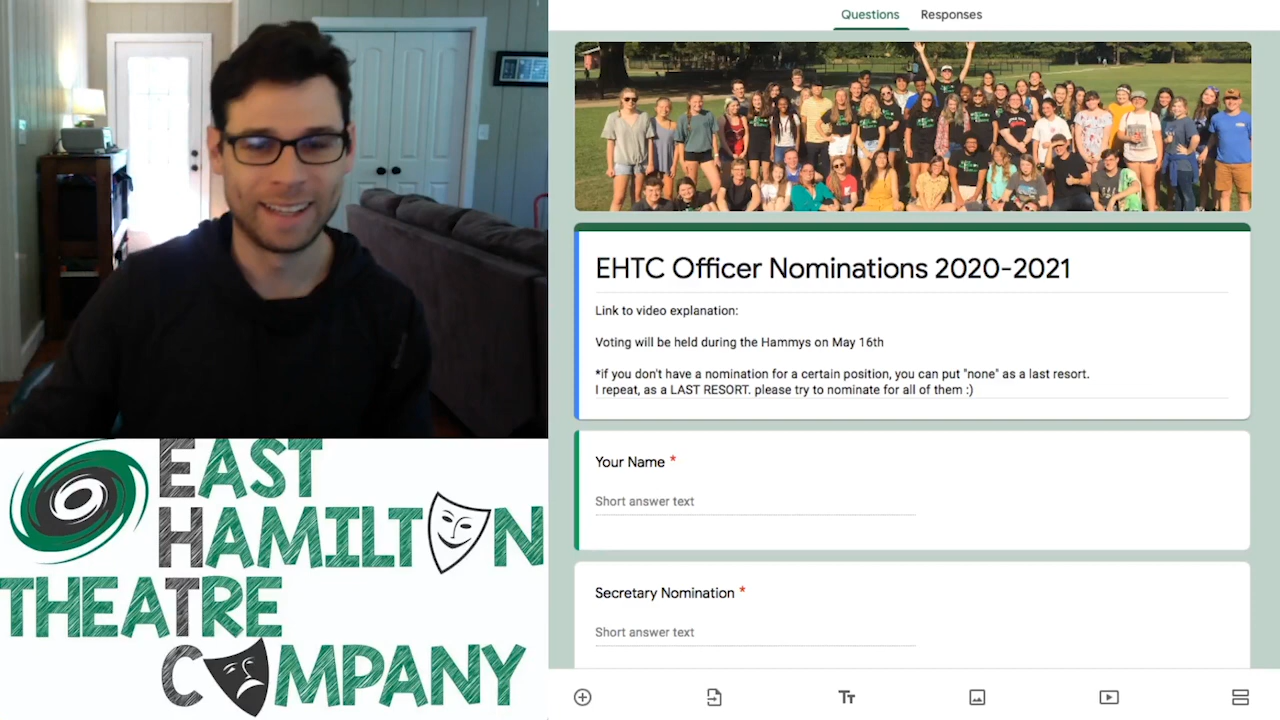 Questions Responses
EHTC Officer Nominations 2020-2021
Link to video explanation:
Voting will be held during the Hammys on May 16th
*if you don't have a nomination for a certain position, you can put "none" as a last resort.
I repeat, as a LAST RESORT. please try to nominate for all of them :)
Your Name *
Short answer text
Secretary Nomination *
Short answer text
Tt
EAST
HAMILTON
THEATRE
COMPANY